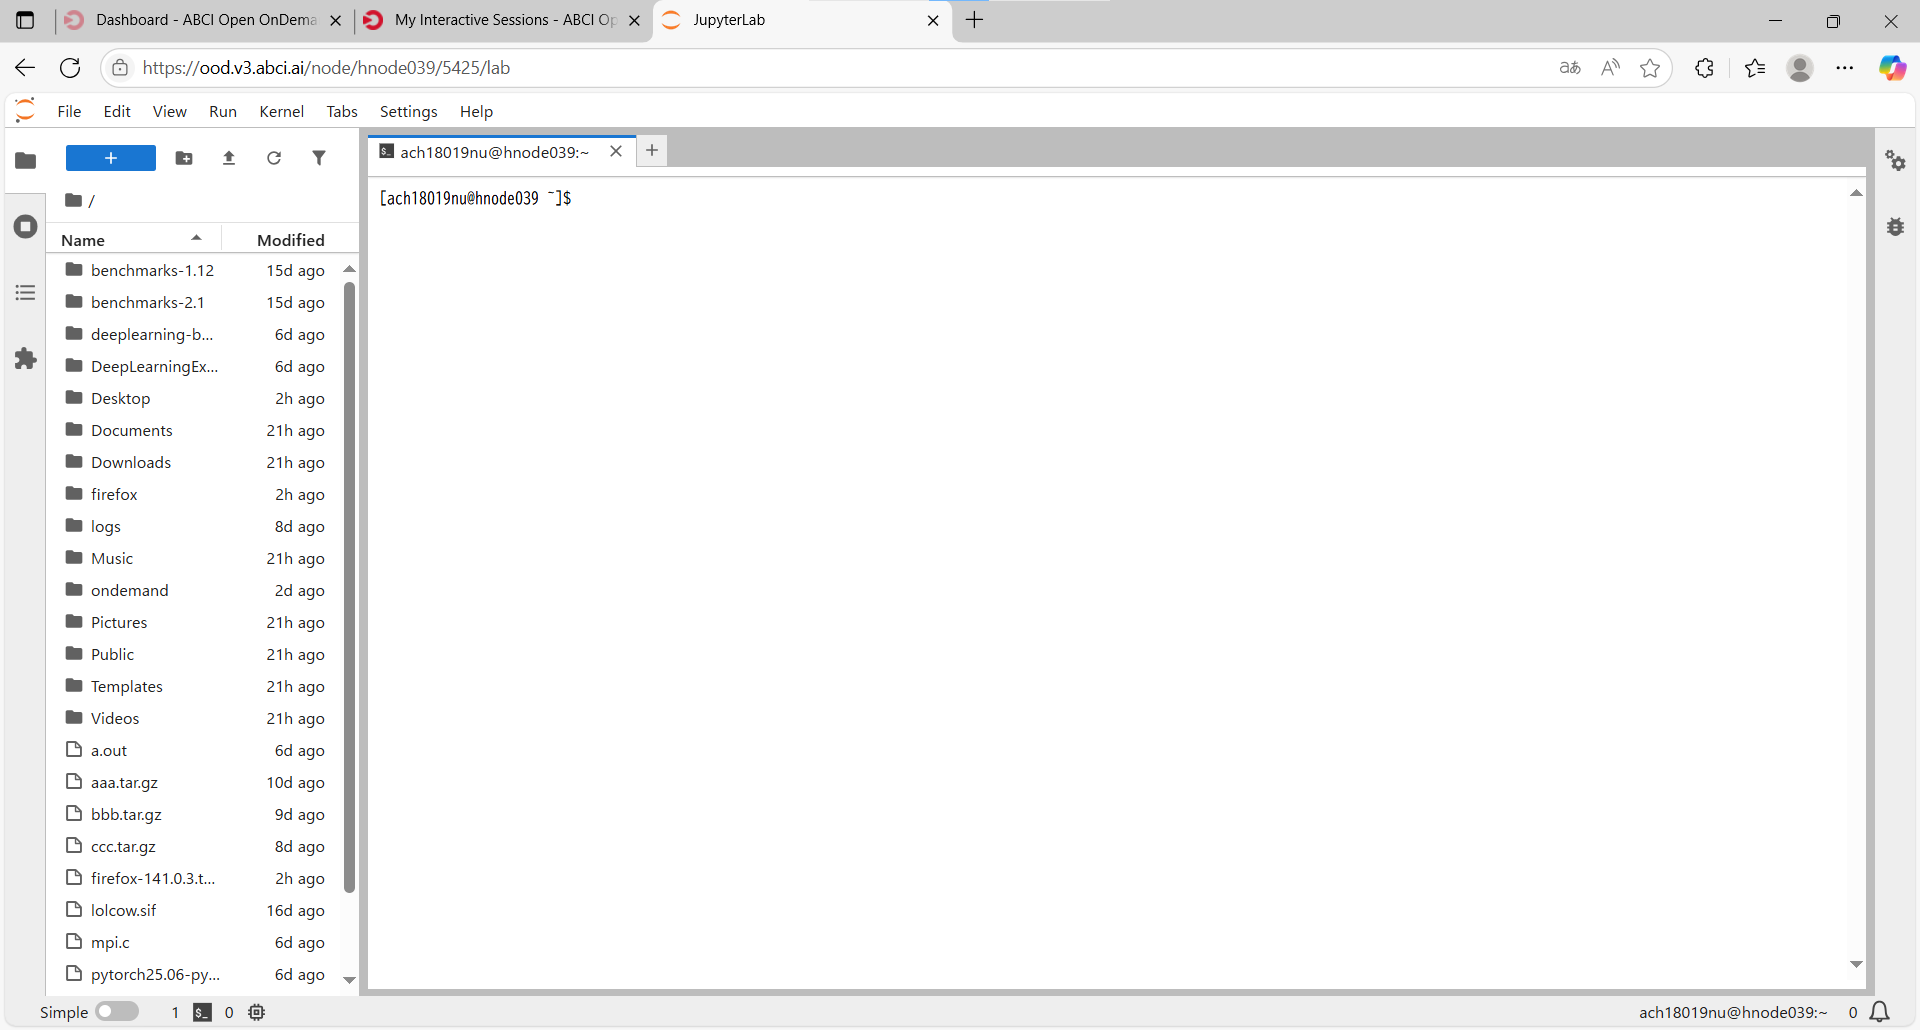 Dashboard - ABCI Open OnDema
My Interactive Sessions - ABCI Op
JupyterLab
https://ood.v3.abci.ai/node/hnode039/5425/lab
aあ
A
File Edit View Run Kernel Tabs Settings Help
/
Name Modified
benchmarks-1.12 15d ago
benchmarks-2.1 15d ago
deeplearning-b... 6d ago
DeepLearningEx... 6d ago
Desktop 2h ago
Documents 21h ago
Downloads 21h ago
firefox 2h ago
logs 8d ago
Music 21h ago
ondemand 2d ago
Pictures 21h ago
Public 21h ago
Templates 21h ago
Videos 21h ago
a.out 6d ago
aaa.tar.gz 10d ago
bbb.tar.gz 9d ago
ccc.tar.gz 8d ago
firefox-141.0.3.t... 2h ago
lolcow.sif 16d ago
mpi.c 6d ago
pytorch25.06-py... 6d ago
ach18019nu@hnode039:~
[ach18019nu@hnode039 ~]$
Simple 1 $_ 0
ach18019nu@hnode039:~ 0